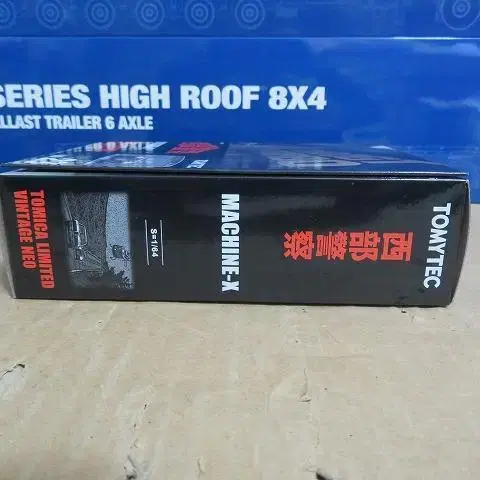 SERIES HIGH ROOF 8X4
LLAST TRAILER 6 AXLE
TOMYTEC
西部警察
MACHINE-X
S=1/64
TOMICA LIMITED
VINTAGE NEO